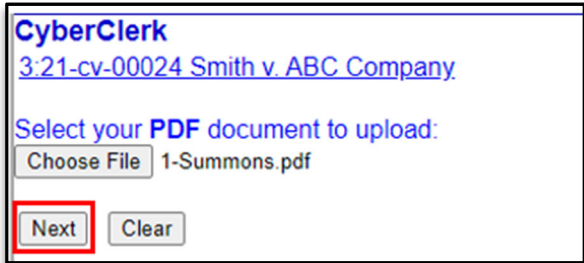 CyberClerk
3:21-cv-00024 Smith v. ABC Company
Select your PDF document to upload:
Choose File 1-Summons.pdf
Next Clear